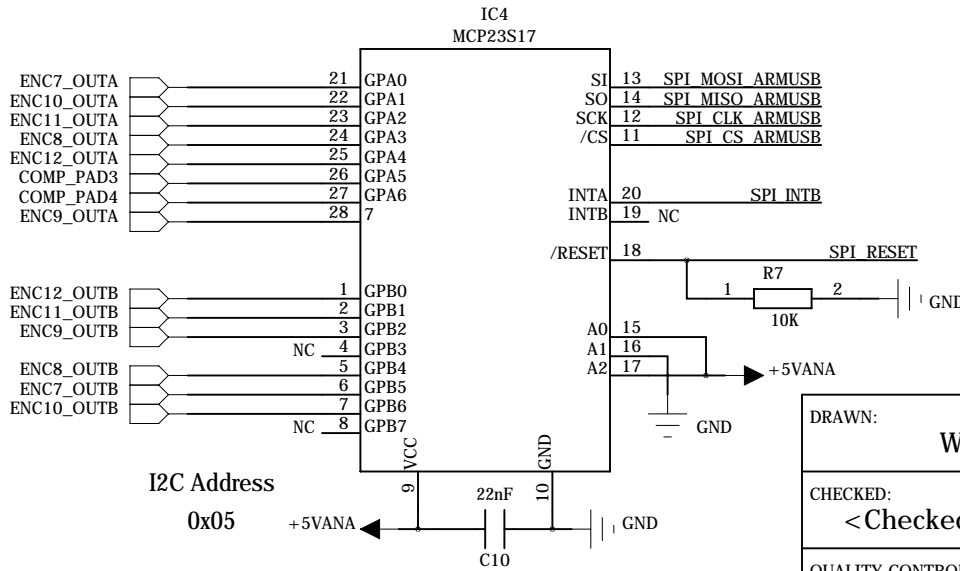 IC4
MCP23S17
ENC7_OUTA 21 GPA0
ENC10_OUTA 22 GPA1
ENC11_OUTA 23 GPA2
ENC8_OUTA 24 GPA3
ENC12_OUTA 25 GPA4
COMP_PAD3 26 GPA5
COMP_PAD4 27 GPA6
ENC9_OUTA 28 7
SI 13 SPI_MOSI_ARMUSB
SO 14 SPI_MISO_ARMUSB
SCK 12 SPI_CLK_ARMUSB
/CS 11 SPI_CS_ARMUSB
INTA 20 SPI_INTB
INTB 19 NC
/RESET 18 SPI_RESET
R7
1 2
10K
GND
ENC12_OUTB 1 GPB0
ENC11_OUTB 2 GPB1
ENC9_OUTB 3 GPB2
NC 4 GPB3
ENC8_OUTB 5 GPB4
ENC7_OUTB 6 GPB5
ENC10_OUTB 7 GPB6
NC 8 GPB7
A0 15
A1 16
A2 17
+5VANA
GND
VCC
9
GND
10
I2C Address
0x05
+5VANA
22nF
C10
GND
DRAWN:
W
CHECKED:
<Checked
QUALITY CONTROL